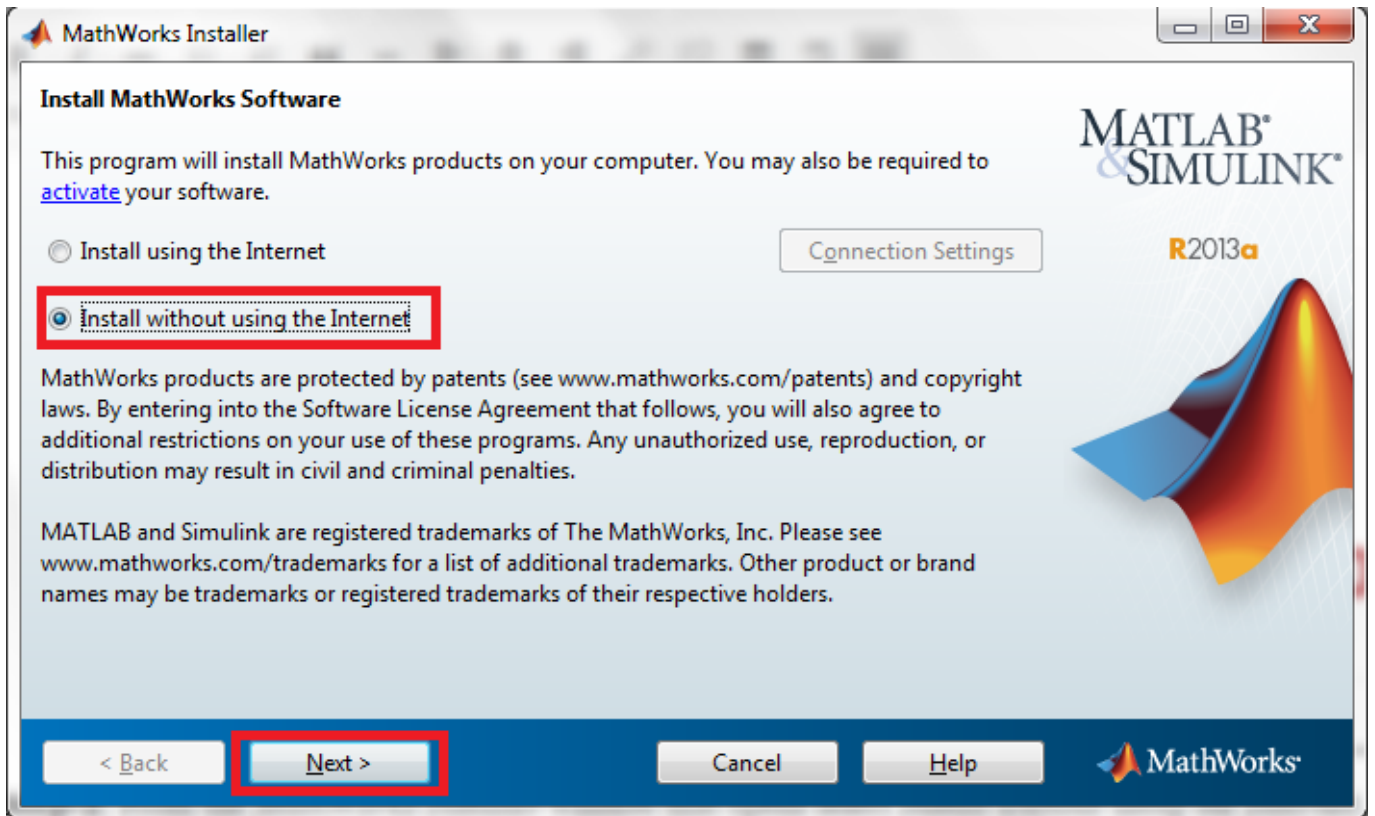 MathWorks Installer
Install MathWorks Software
This program will install MathWorks products on your computer. You may also be required to
activate your software.
Install using the Internet
Connection Settings
Install without using the Internet
MathWorks products are protected by patents (see www.mathworks.com/patents) and copyright
laws. By entering into the Software License Agreement that follows, you will also agree to
additional restrictions on your use of these programs. Any unauthorized use, reproduction, or
distribution may result in civil and criminal penalties.
MATLAB and Simulink are registered trademarks of The MathWorks, Inc. Please see
www.mathworks.com/trademarks for a list of additional trademarks. Other product or brand
names may be trademarks or registered trademarks of their respective holders.
MATLAB®
&SIMULINK®
R2013a
< Back
Next >
Cancel
Help
MathWorks®